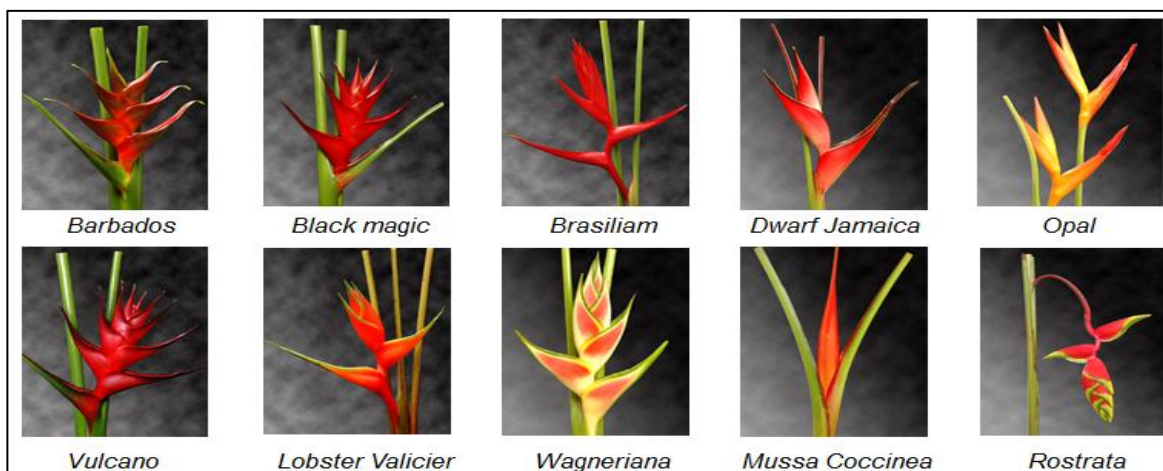 Barbados Black magic Brasiliam Dwarf Jamaica Opal
Vulcano Lobster Valicier Wagneriana Mussa Coccinea Rostrata